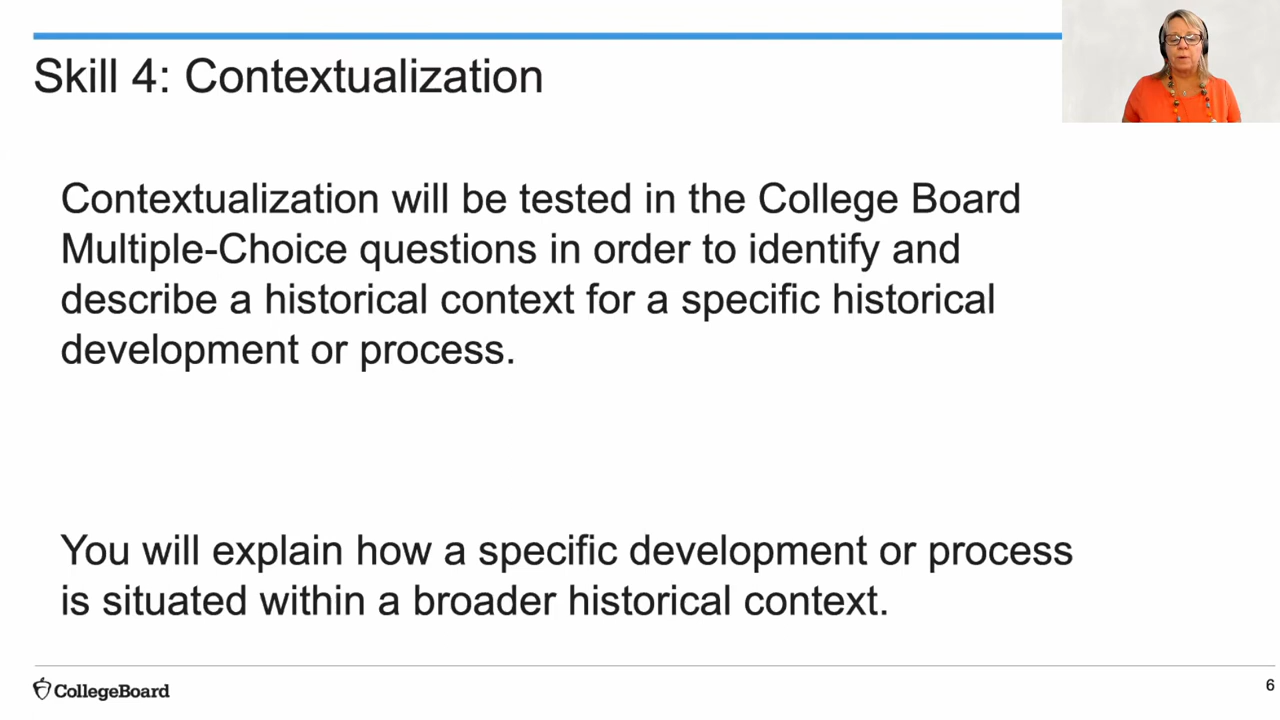 Skill 4: Contextualization
Contextualization will be tested in the College Board
Multiple-Choice questions in order to identify and
describe a historical context for a specific historical
development or process.
You will explain how a specific development or process
is situated within a broader historical context.
CollegeBoard
6